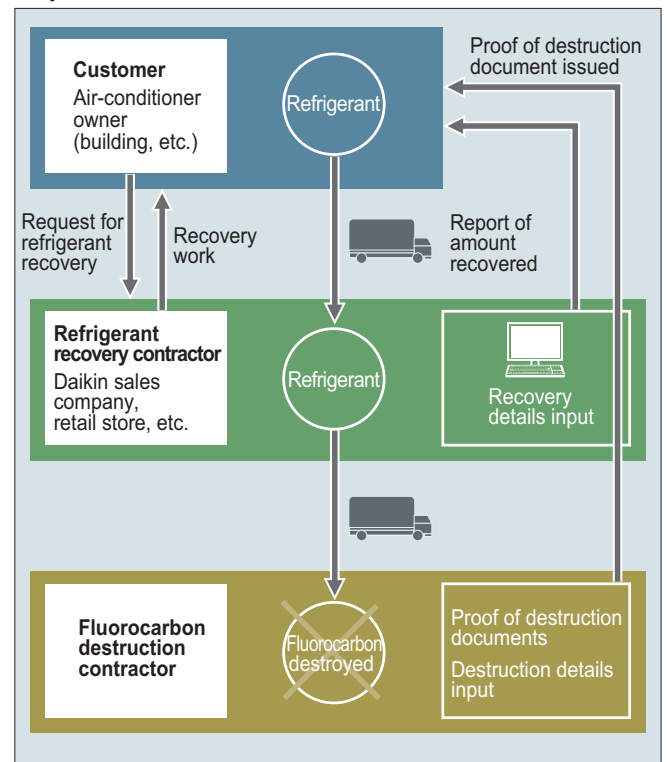 Customer
Air-conditioner
owner
(building, etc.)
Refrigerant
Proof of destruction
document issued
Request for
refrigerant
recovery
Recovery
work
Report of
amount
recovered
Refrigerant
recovery contractor
Daikin sales
company,
retail store, etc.
Refrigerant
Recovery
details input
Fluorocarbon
destruction
contractor
Fluorocarbon
destroyed
Proof of destruction
documents
Destruction details
input